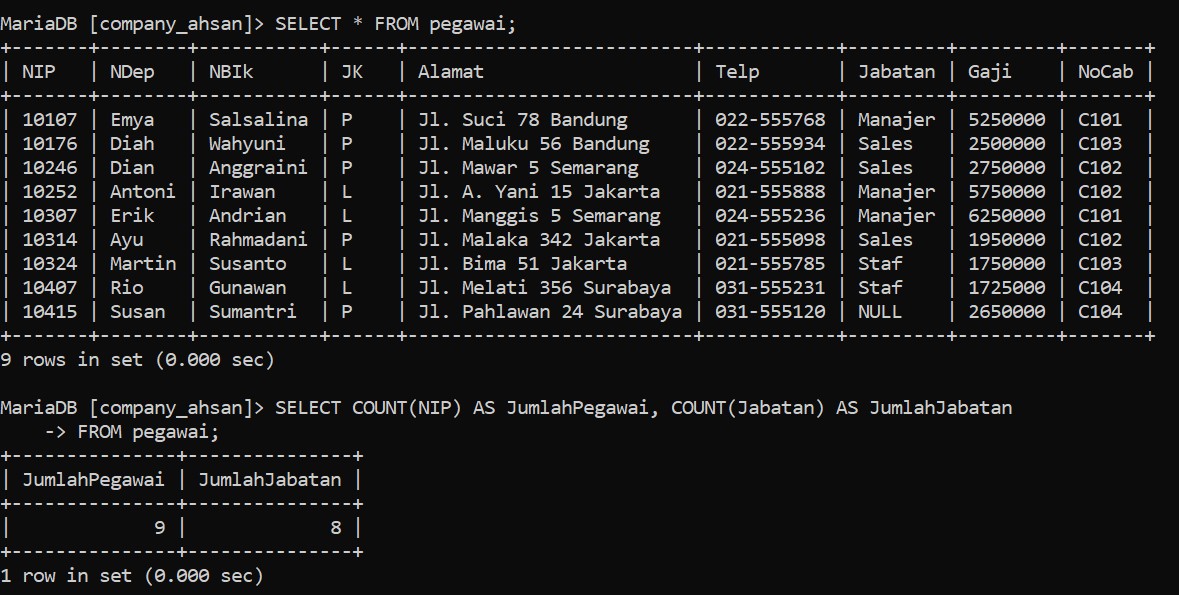 MariaDB [company_ahsan]> SELECT * FROM pegawai;
+-------+--------+-----------+------+--------------------------+------------+---------+---------+-------+
| NIP   | NDep   | NBIk      | JK   | Alamat                   | Telp       | Jabatan | Gaji    | NoCab |
+-------+--------+-----------+------+--------------------------+------------+---------+---------+-------+
| 10107 | Emya   | Salsalina | P    | Jl. Suci 78 Bandung      | 022-555768 | Manajer | 5250000 | C101  |
| 10176 | Diah   | Wahyuni   | P    | Jl. Maluku 56 Bandung    | 022-555934 | Sales   | 2500000 | C103  |
| 10246 | Dian   | Anggraini | P    | Jl. Mawar 5 Semarang     | 024-555102 | Sales   | 2750000 | C102  |
| 10252 | Antoni | Irawan    | L    | Jl. A. Yani 15 Jakarta   | 021-555888 | Manajer | 5750000 | C102  |
| 10307 | Erik   | Andrian   | L    | Jl. Manggis 5 Semarang   | 024-555236 | Manajer | 6250000 | C101  |
| 10314 | Ayu    | Rahmadani | P    | Jl. Malaka 342 Jakarta   | 021-555098 | Sales   | 1950000 | C102  |
| 10324 | Martin | Susanto   | L    | Jl. Bima 51 Jakarta      | 021-555785 | Staf    | 1750000 | C103  |
| 10407 | Rio    | Gunawan   | L    | Jl. Melati 356 Surabaya  | 031-555231 | Staf    | 1725000 | C104  |
| 10415 | Susan  | Sumantri  | P    | Jl. Pahlawan 24 Surabaya | 031-555120 | NULL    | 2650000 | C104  |
+-------+--------+-----------+------+--------------------------+------------+---------+---------+-------+
9 rows in set (0.000 sec)
MariaDB [company_ahsan]> SELECT COUNT(NIP) AS JumlahPegawai, COUNT(Jabatan) AS JumlahJabatan
    -> FROM pegawai;
+---------------+---------------+
| JumlahPegawai | JumlahJabatan |
+---------------+---------------+
|             9 |             8 |
+---------------+---------------+
1 row in set (0.000 sec)